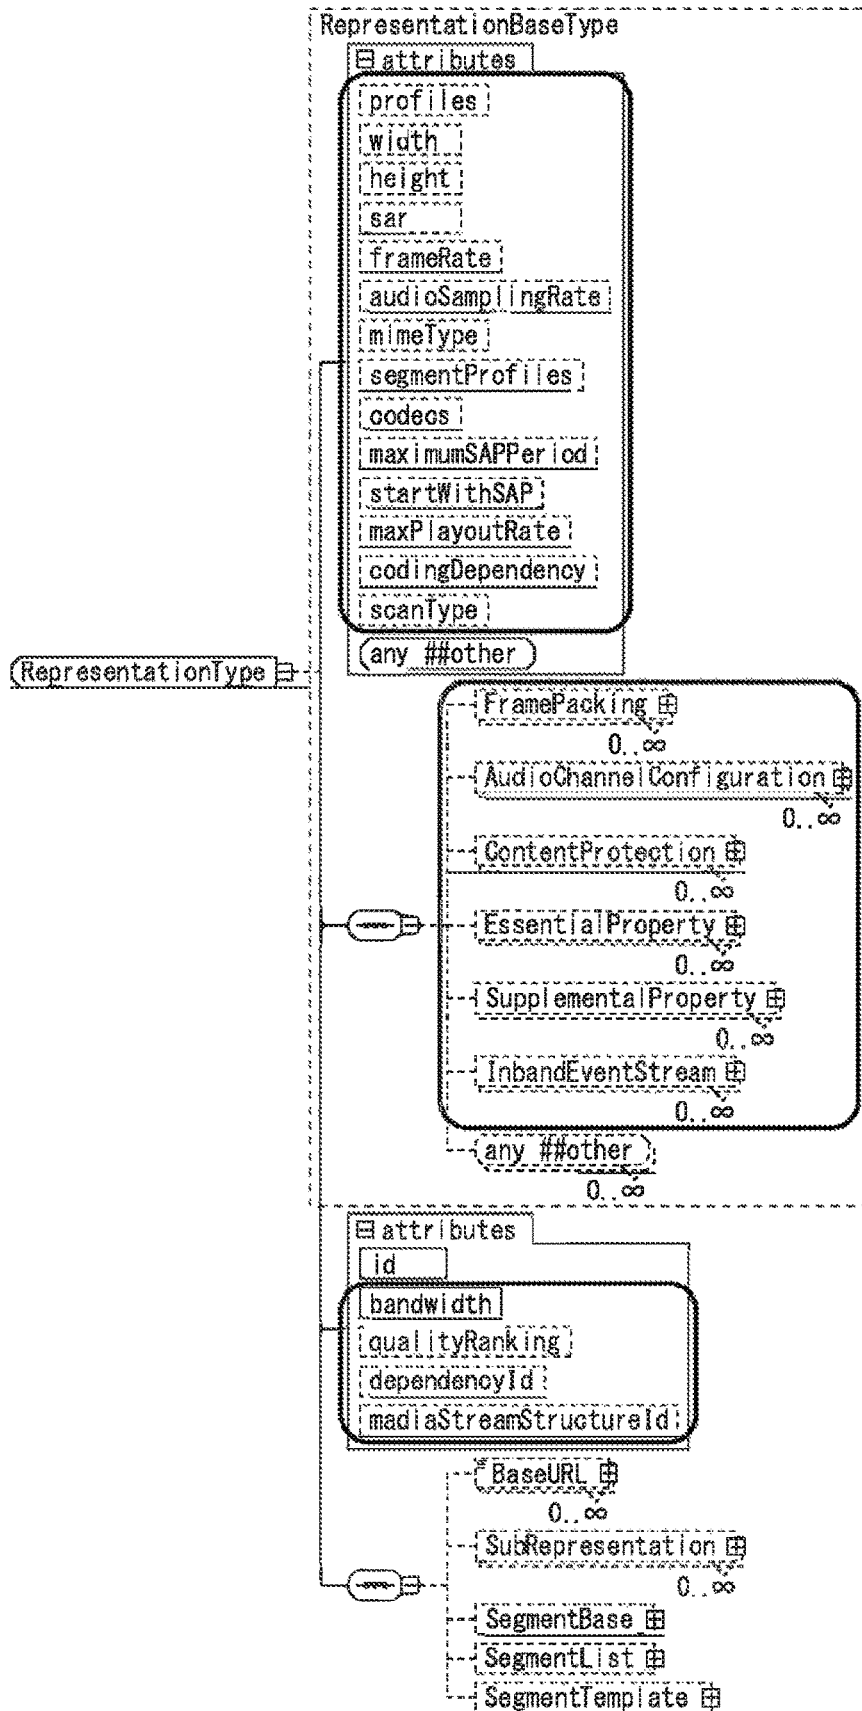 RepresentationBaseType
attributes
profiles
width
height
sar
frameRate
audioSamplingRate
mimeType
segmentProfiles
codecs
maximumSAPPeriod
startWithSAP
maxPlayoutRate
codingDependency
scanType
any ##other
RepresentationType
FramePacking
0..∞
AudioChannelConfiguration
0..∞
ContentProtection
0..∞
EssentialProperty
0..∞
SupplementalProperty
0..∞
InbandEventStream
0..∞
any ##other
0..∞
attributes
id
bandwidth
qualityRanking
dependencyId
madiaStreamStructureId
BaseURL
0..∞
SubRepresentation
0..∞
SegmentBase
SegmentList
SegmentTemplate